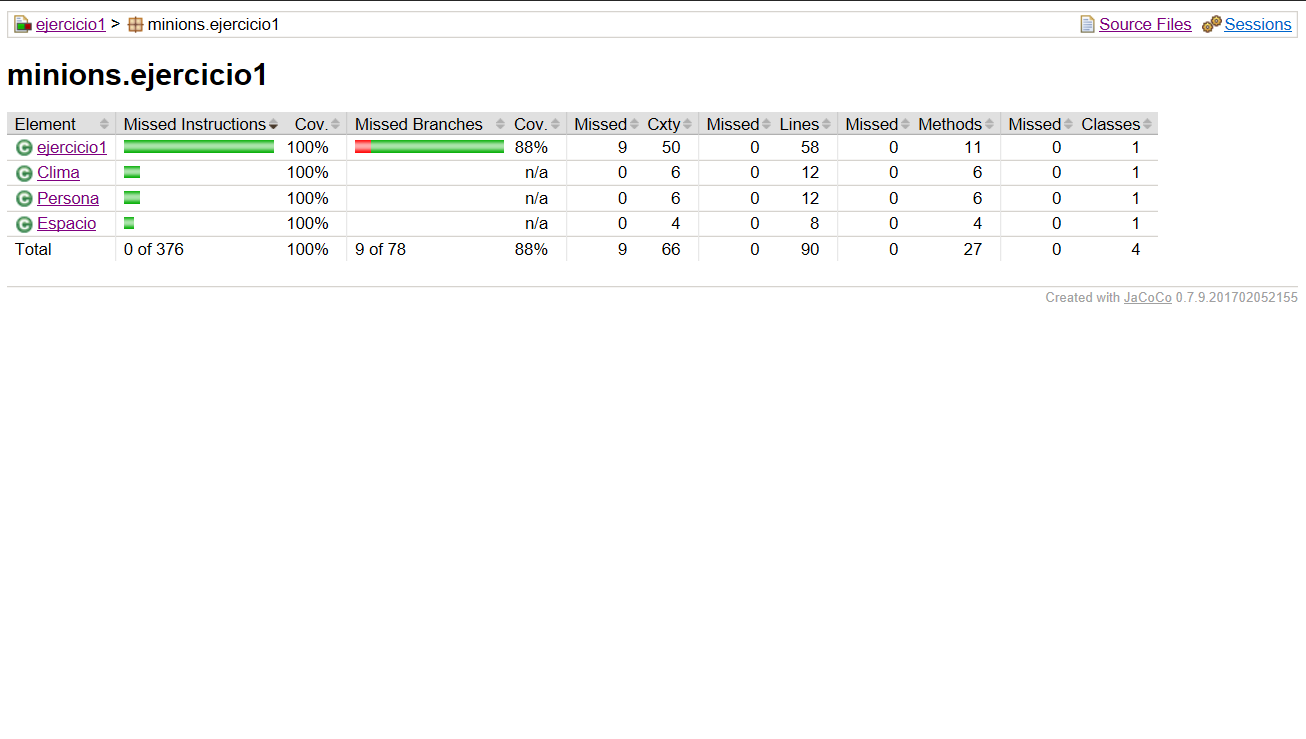 ejercicio1 > minions.ejercicio1 Source Files Sessions
minions.ejercicio1
Element Missed Instructions Cov. Missed Branches Cov. Missed Cxty Missed Lines Missed Methods Missed Classes
ejercicio1 100% 88% 9 50 0 58 0 11 0 1
Clima 100% n/a 0 6 0 12 0 6 0 1
Persona 100% n/a 0 6 0 12 0 6 0 1
Espacio 100% n/a 0 4 0 8 0 4 0 1
Total 0 of 376 100% 9 of 78 88% 9 66 0 90 0 27 0 4
Created with JaCoCo 0.7.9.201702052155